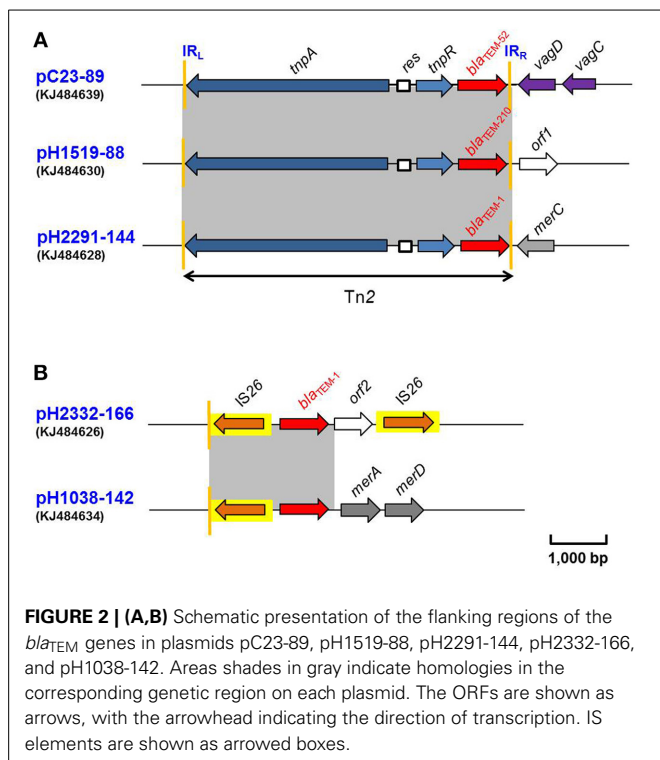 A
IRL tnpA res tnpR blaTEM-52 IRR vagD vagC
pC23-89
(KJ484639)
blaTEM-210 orf1
pH1519-88
(KJ484630)
blaTEM-1 merC
pH2291-144
(KJ484628)
Tn2
B
IS26 blaTEM-1 orf2 IS26
pH2332-166
(KJ484626)
merA merD
pH1038-142
(KJ484634)
1,000 bp
FIGURE 2 | (A,B) Schematic presentation of the flanking regions of the
blaTEM genes in plasmids pC23-89, pH1519-88, pH2291-144, pH2332-166,
and pH1038-142. Areas shades in gray indicate homologies in the
corresponding genetic region on each plasmid. The ORFs are shown as
arrows, with the arrowhead indicating the direction of transcription. IS
elements are shown as arrowed boxes.